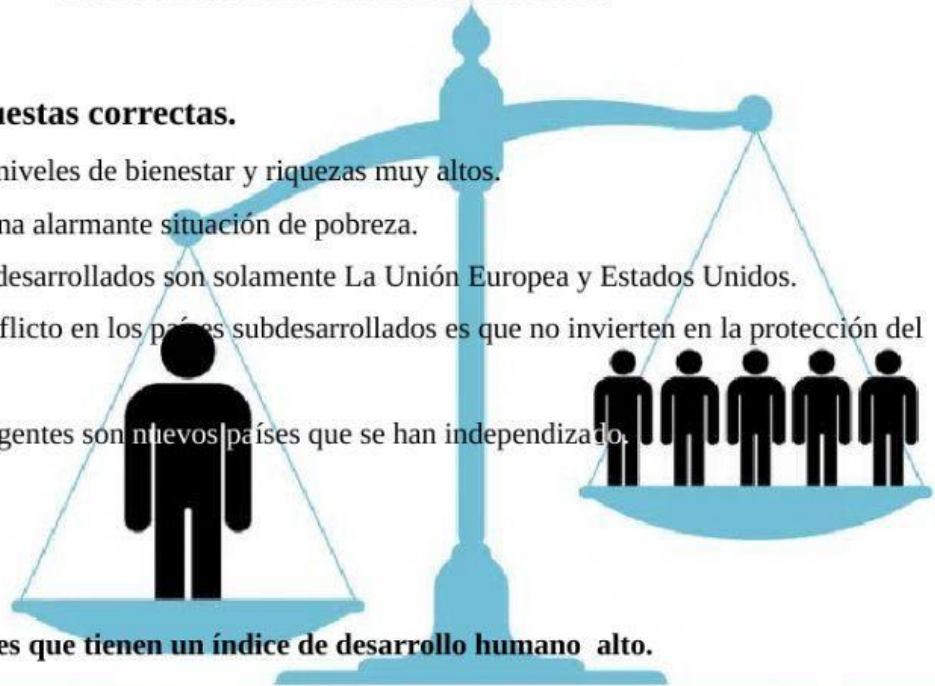 uestas correctas.
niveles de bienestar y riquezas muy altos.
na alarmante situación de pobreza.
desarrollados son solamente La Unión Europea y Estados Unidos.
flicto en los países subdesarrollados es que no invierten en la protección del
gentes son nuevos países que se han independizado.
es que tienen un índice de desarrollo humano alto.